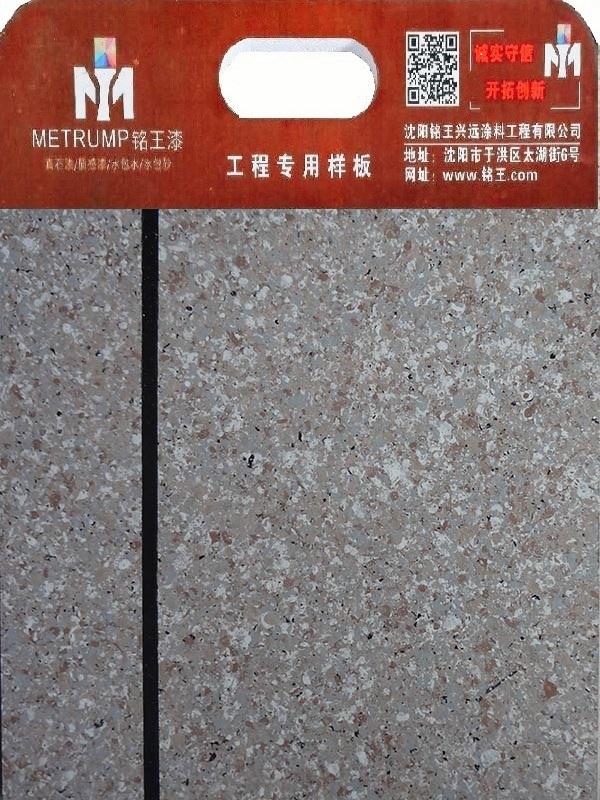 METRUMP铭王漆
真石漆/质感漆/水包水/水包砂
工程专用样板
诚实守信
开拓创新
沈阳铭王兴远涂料工程有限公司
地址：沈阳市于洪区太湖街6号
网址：www.铭王.com